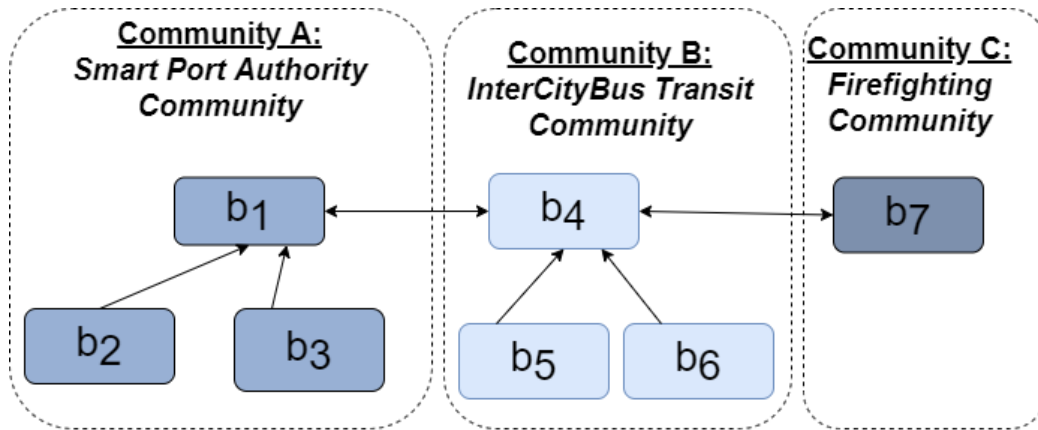 Community A:
Smart Port Authority
Community
Community B:
InterCityBus Transit
Community
Community C:
Firefighting
Community
b1
b4
b7
b2
b3
b5
b6